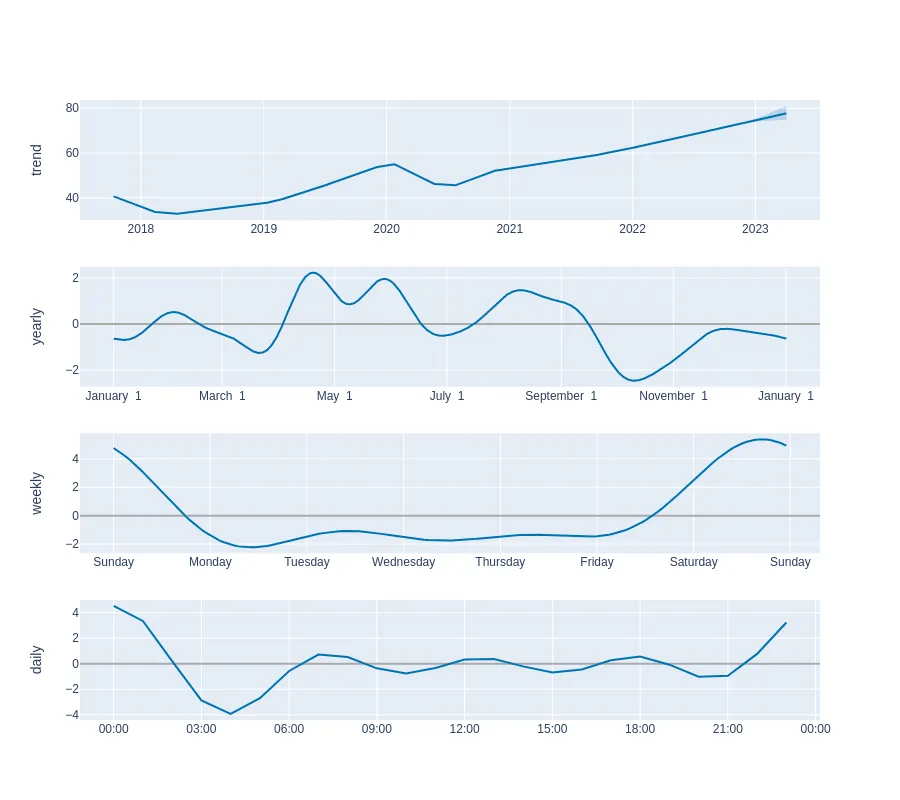 trend
80
60
40
2018 2019 2020 2021 2022 2023
yearly
2
0
−2
January 1 March 1 May 1 July 1 September 1 November 1 January 1
weekly
4
2
0
−2
Sunday Monday Tuesday Wednesday Thursday Friday Saturday Sunday
daily
4
2
0
−2
−4
00:00 03:00 06:00 09:00 12:00 15:00 18:00 21:00 00:00